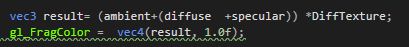 vec3 result= (ambient+(diffuse  +specular)) *DiffTexture;
gl_FragColor =  vec4(result, 1.0f);